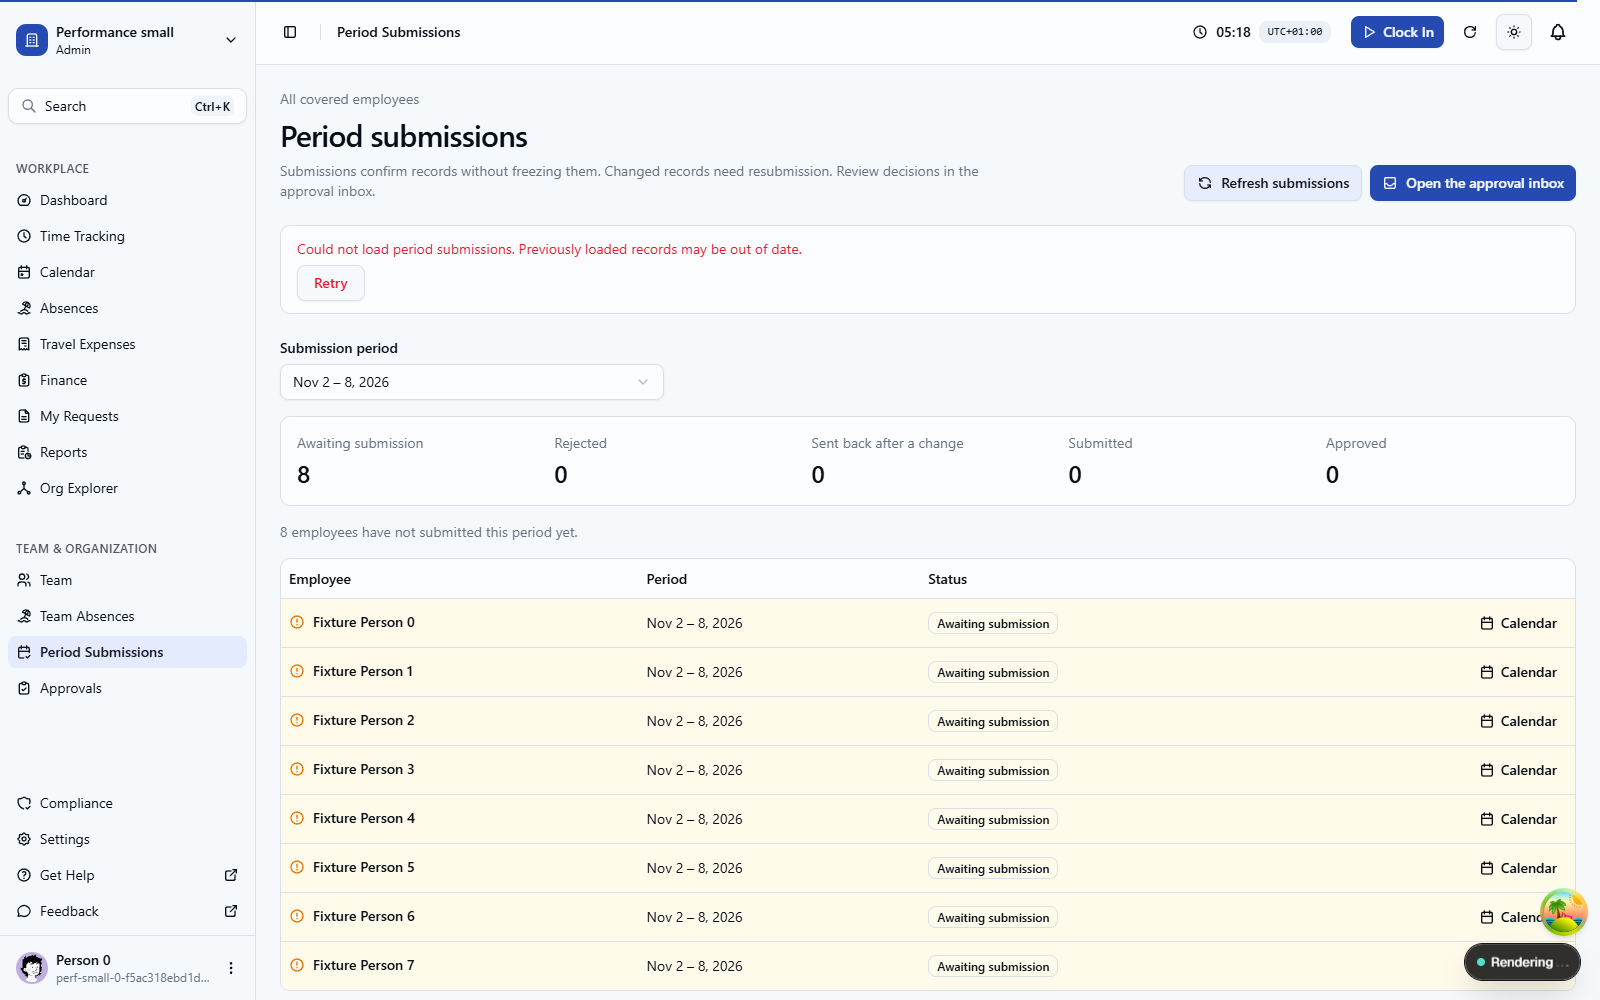 Performance small
Admin
Search Ctrl+K
WORKPLACE
Dashboard
Time Tracking
Calendar
Absences
Travel Expenses
Finance
My Requests
Reports
Org Explorer
TEAM & ORGANIZATION
Team
Team Absences
Period Submissions
Approvals
Compliance
Settings
Get Help
Feedback
Person 0
perf-small-0-f5ac318ebd1d...
Period Submissions
05:18 UTC+01:00 Clock In
All covered employees
Period submissions
Submissions confirm records without freezing them. Changed records need resubmission. Review decisions in the
approval inbox.
Refresh submissions Open the approval inbox
Could not load period submissions. Previously loaded records may be out of date.
Retry
Submission period
Nov 2 – 8, 2026
Awaiting submission Rejected Sent back after a change Submitted Approved
8 0 0 0 0
8 employees have not submitted this period yet.
Employee Period Status
Fixture Person 0 Nov 2 – 8, 2026 Awaiting submission Calendar
Fixture Person 1 Nov 2 – 8, 2026 Awaiting submission Calendar
Fixture Person 2 Nov 2 – 8, 2026 Awaiting submission Calendar
Fixture Person 3 Nov 2 – 8, 2026 Awaiting submission Calendar
Fixture Person 4 Nov 2 – 8, 2026 Awaiting submission Calendar
Fixture Person 5 Nov 2 – 8, 2026 Awaiting submission Calendar
Fixture Person 6 Nov 2 – 8, 2026 Awaiting submission Calend
Fixture Person 7 Nov 2 – 8, 2026 Awaiting submission
Rendering...